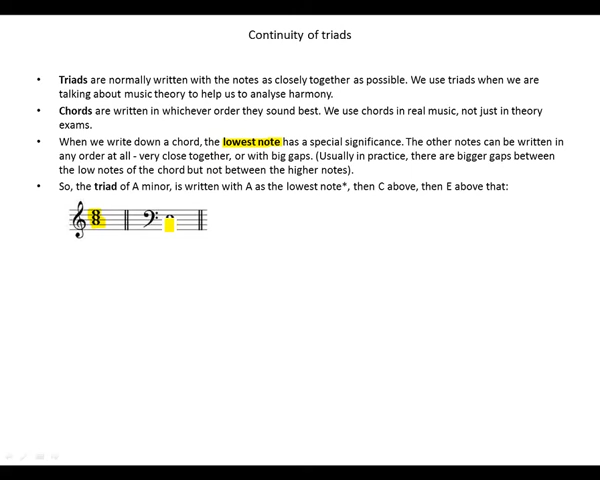 Continuity of triads
• Triads are normally written with the notes as closely together as possible. We use triads when we are
talking about music theory to help us to analyse harmony.
• Chords are written in whichever order they sound best. We use chords in real music, not just in theory
exams.
• When we write down a chord, the lowest note has a special significance. The other notes can be written in
any order at all - very close together, or with big gaps. (Usually in practice, there are bigger gaps between
the low notes of the chord but not between the higher notes).
• So, the triad of A minor, is written with A as the lowest note*, then C above, then E above that: